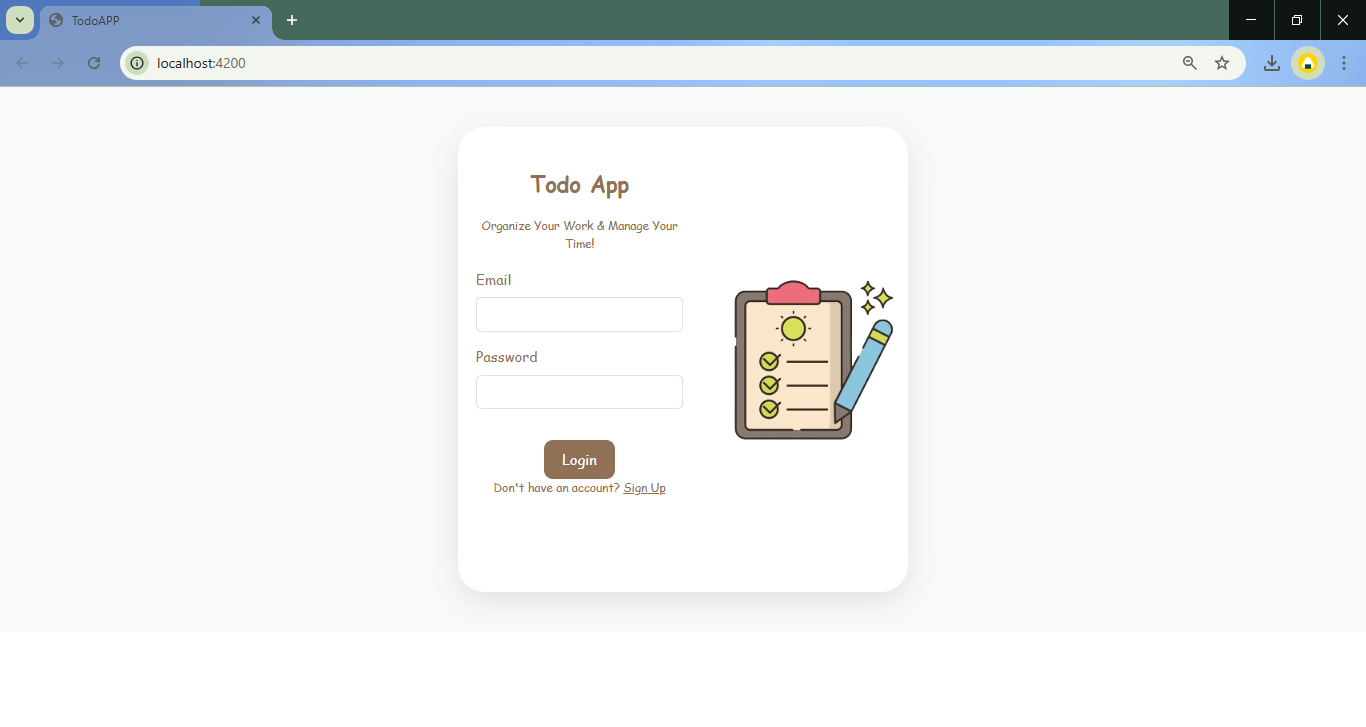 TodoAPP
localhost:4200
Todo App
Organize Your Work & Manage Your
Time!
Email
Password
Login
Don't have an account? Sign Up